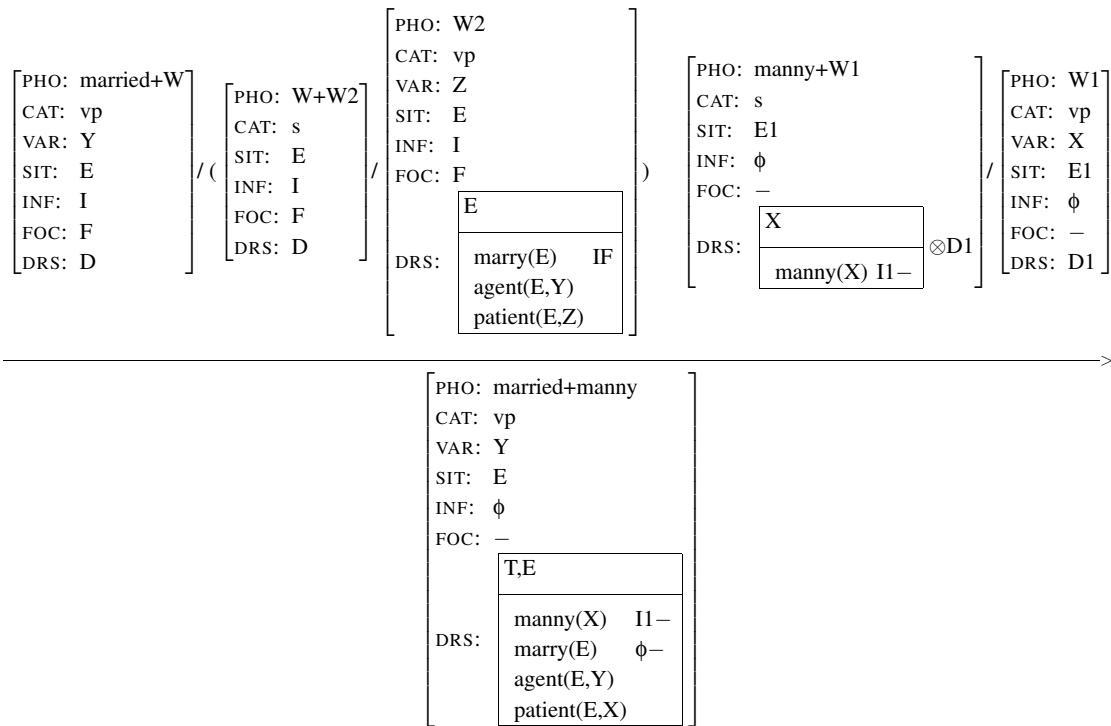 PHO: married+W
CAT: vp
VAR: Y
SIT: E
INF: I
FOC: F
DRS: D
/ (
PHO: W+W2
CAT: s
SIT: E
INF: I
FOC: F
DRS: D
/
PHO: W2
CAT: vp
VAR: Z
SIT: E
INF: I
FOC: F
DRS:
E
marry(E) IF
agent(E,Y)
patient(E,Z)
)
PHO: manny+W1
CAT: s
SIT: E1
INF: ϕ
FOC: −
DRS:
X
manny(X) I1−
⊗D1
/
PHO: W1
CAT: vp
VAR: X
SIT: E1
INF: ϕ
FOC: −
DRS: D1
>
PHO: married+manny
CAT: vp
VAR: Y
SIT: E
INF: ϕ
FOC: −
DRS:
T,E
manny(X) I1−
marry(E) ϕ−
agent(E,Y)
patient(E,X)